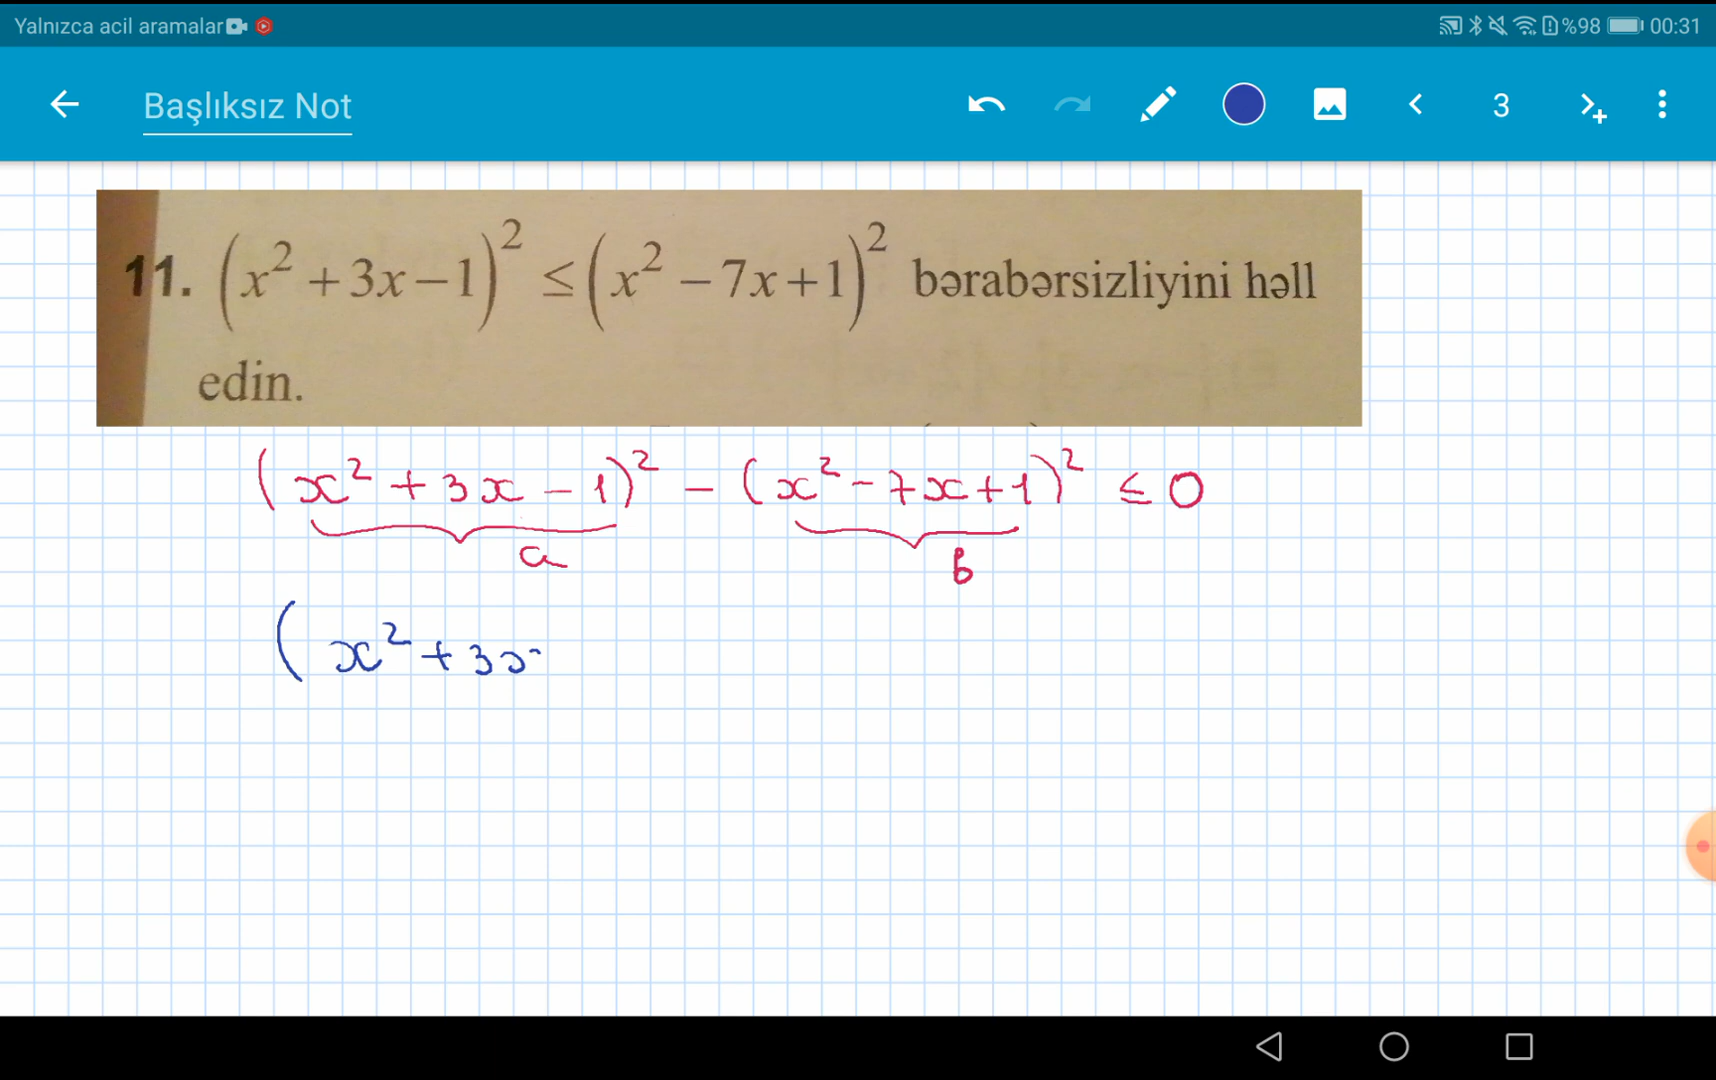 Yalnızca acil aramalar %98 00:31
Başlıksız Not 3
11. (x² + 3x − 1)² ≤ (x² − 7x + 1)² bərabərsizliyini həll
edin.
(x² + 3x − 1)² − (x² − 7x + 1)² ≤ 0
a b
(x² + 3x